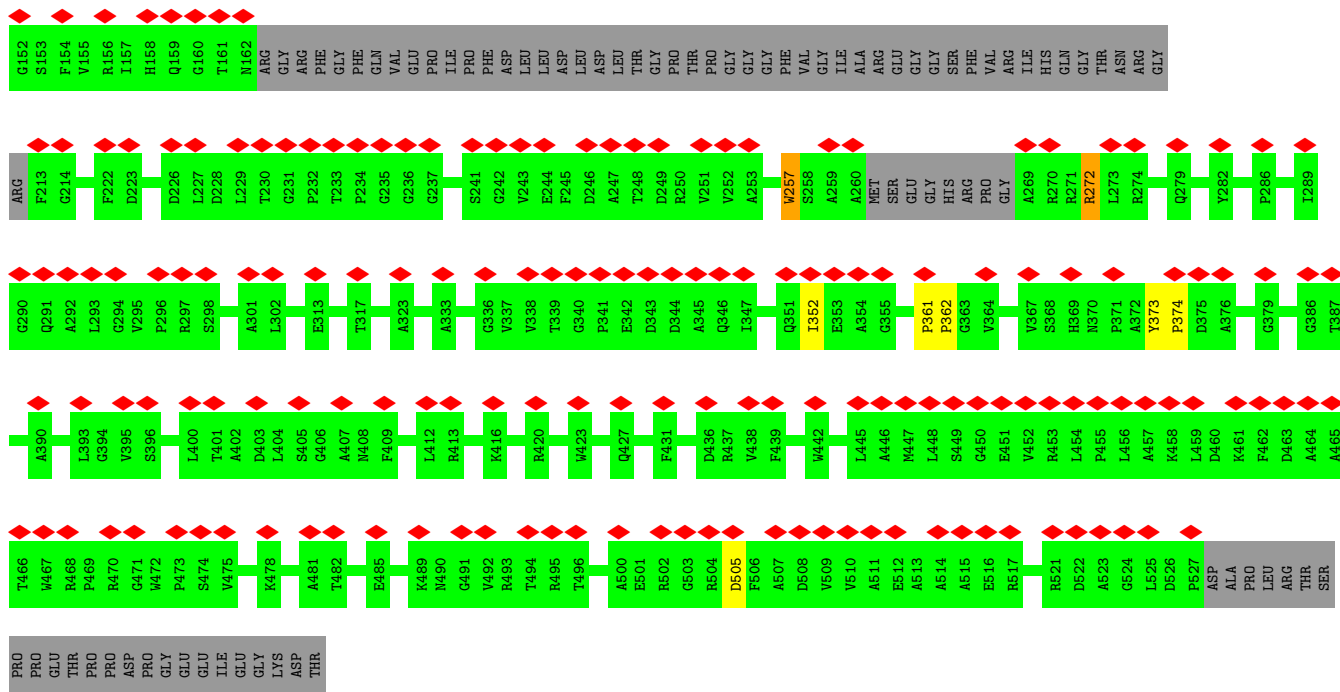 G152 S153 F154 V155 R156 I157 H158 Q159 G160 T161 N162 ARG GLY ARG PHE GLY PHE GLN VAL GLU PRO ILE PRO PHE ASP LEU LEU ASP LEU ASP LEU THR GLY PRO THR PRO GLY GLY GLY PHE VAL GLY ILE ALA ARG GLU GLY GLY SER PHE VAL ARG ILE HIS GLN GLY THR ASN ARG GLY
ARG F213 G214 F222 D223 D226 L227 D228 L229 T230 G231 P232 T233 P234 G235 G236 G237 S241 G242 V243 E244 F245 D246 A247 T248 D249 R250 V251 V252 A253 W257 S258 A259 A260 MET SER GLU GLY HIS ARG PRO GLY A269 R270 R271 R272 L273 R274 Q279 Y282 P286 I289
G290 Q291 A292 L293 G294 V295 P296 R297 S298 A301 L302 E313 T317 A323 A333 G336 V337 V338 T339 G340 P341 E342 D343 D344 A345 Q346 I347 Q351 I352 E353 A354 G355 P361 P362 G363 V364 V367 S368 H369 N370 P371 A372 Y373 P374 D375 A376 G379 G386 T387
A390 L393 G394 V395 S396 L400 T401 A402 D403 L404 S405 G406 A407 N408 F409 L412 R413 K416 R420 W423 Q427 F431 D436 R437 V438 F439 W442 L445 A446 M447 L448 S449 G450 E451 V452 R453 L454 P455 L456 A457 K458 L459 D460 K461 F462 D463 A464 A465
T466 W467 R468 P469 R470 G471 W472 P473 S474 V475 K478 A481 T482 E485 K489 N490 G491 V492 R493 T494 R495 T496 A500 E501 R502 G503 R504 D505 F506 A507 D508 V509 V510 A511 E512 A513 A514 A515 E516 R517 R521 D522 A523 G524 L525 D526 P527 ASP ALA PRO LEU ARG THR SER
PRO PRO GLU THR PRO PRO ASP PRO GLY GLU GLU ILE GLU GLY LYS ASP THR